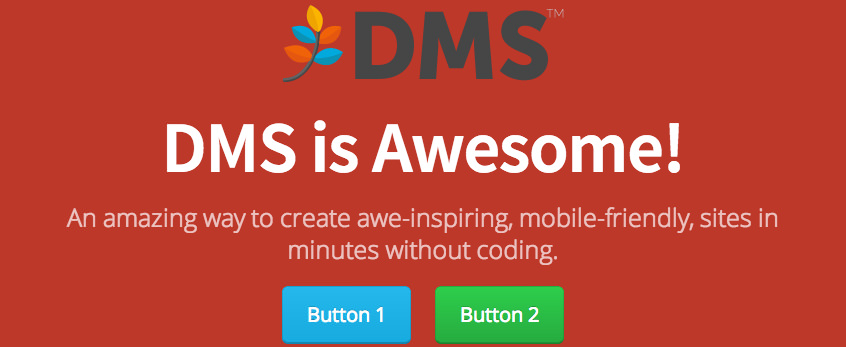 DMS™
DMS is Awesome!
An amazing way to create awe-inspiring, mobile-friendly, sites in
minutes without coding.
Button 1
Button 2